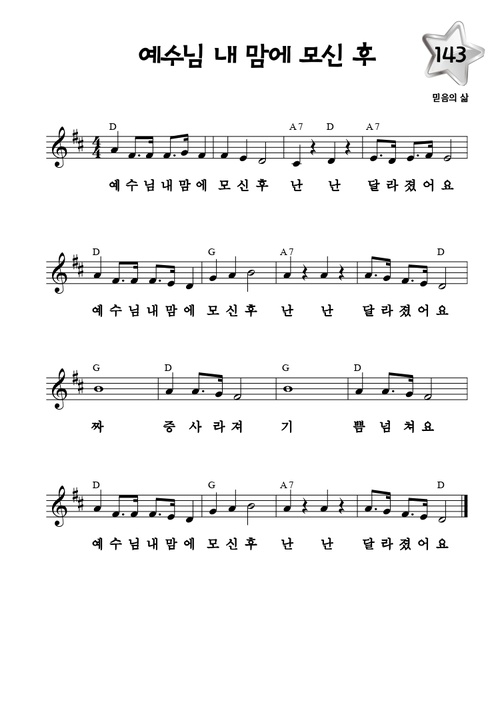 예수님 내 맘에 모신 후
143
믿음의 삶
D A7 D A7
예수님내맘에 모신후 난 난 달라졌어요
D G A7 D
예수님내맘에 모신후 난 난 달라졌어요
G D G D
짜 증사라져 기 쁨넘쳐요
D G A7 D
예수님내맘에 모신후 난 난 달라졌어요